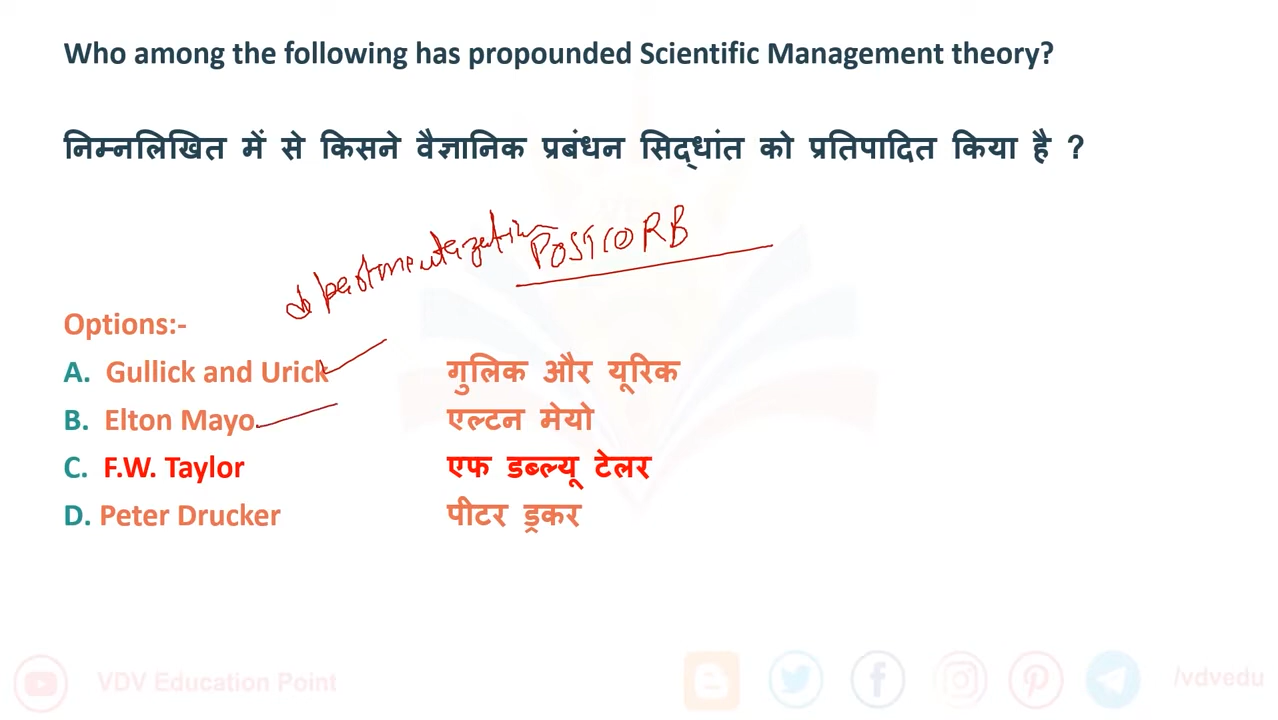 Who among the following has propounded Scientific Management theory?
निम्नलिखित में से किसने वैज्ञानिक प्रबंधन सिद्धांत को प्रतिपादित किया है ?
POSTCORB
Options:-
A. Gullick and Urick गुलिक और यूरिक
B. Elton Mayo एल्टन मेयो
C. F.W. Taylor एफ डब्ल्यू टेलर
D. Peter Drucker पीटर ड्रकर
VDV Education Point /vdvedu